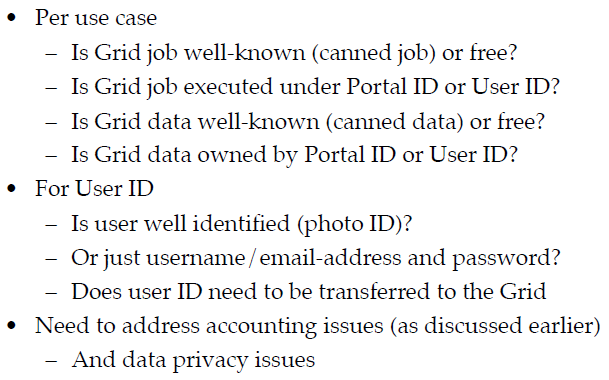 • Per use case
– Is Grid job well-known (canned job) or free?
– Is Grid job executed under Portal ID or User ID?
– Is Grid data well-known (canned data) or free?
– Is Grid data owned by Portal ID or User ID?
• For User ID
– Is user well identified (photo ID)?
– Or just username/email-address and password?
– Does user ID need to be transferred to the Grid
• Need to address accounting issues (as discussed earlier)
– And data privacy issues